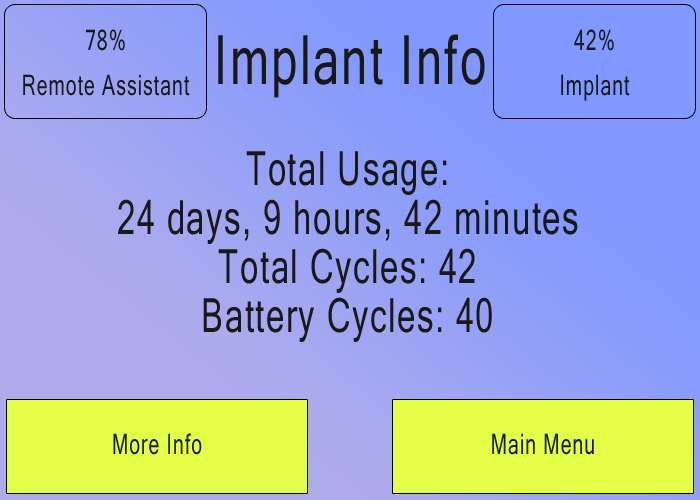 78%
Remote Assistant
Implant Info
42%
Implant
Total Usage:
24 days, 9 hours, 42 minutes
Total Cycles: 42
Battery Cycles: 40
More Info
Main Menu